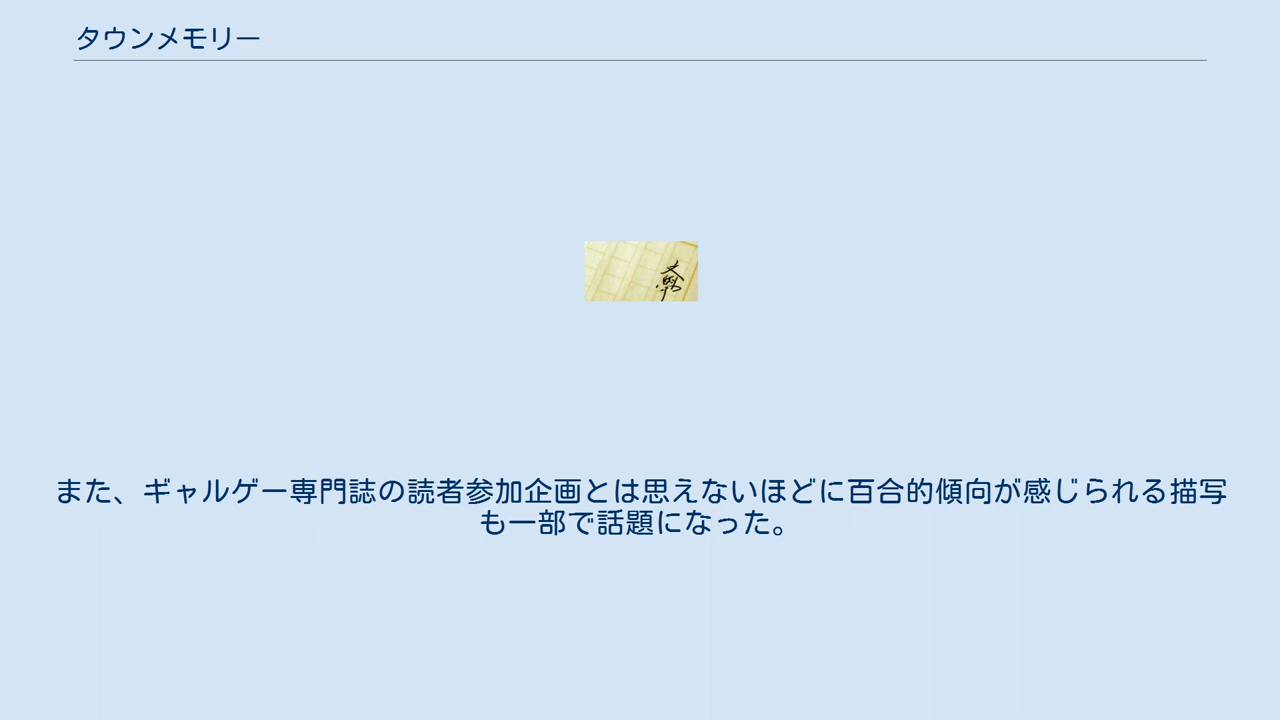 タウンメモリー
また、ギャルゲー専門誌の読者参加企画とは思えないほどに百合的傾向が感じられる描写
も一部で話題になった。